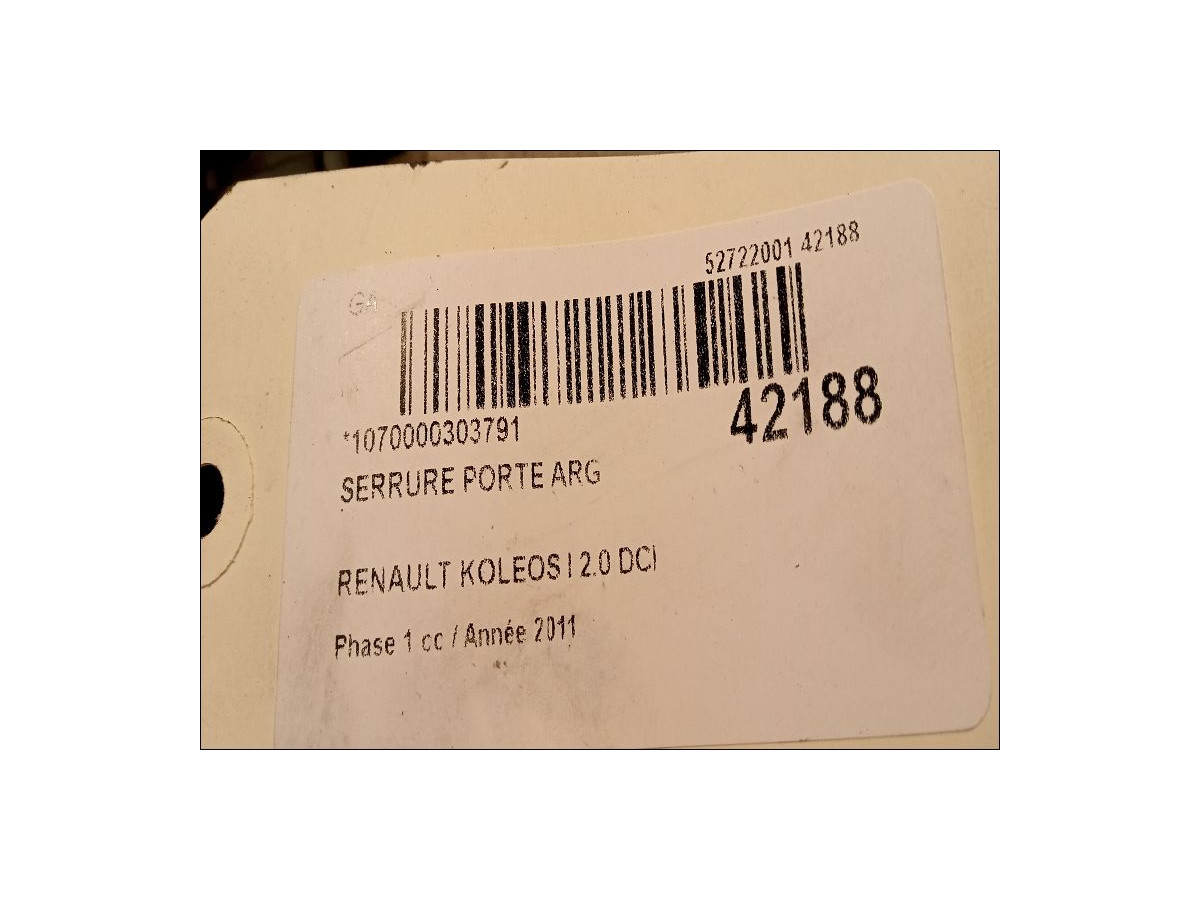 52722001 42188
GA
*1070000303791
42188
SERRURE PORTE ARG
RENAULT KOLEOS I 2.0 DCI
Phase 1 cc / Année 2011